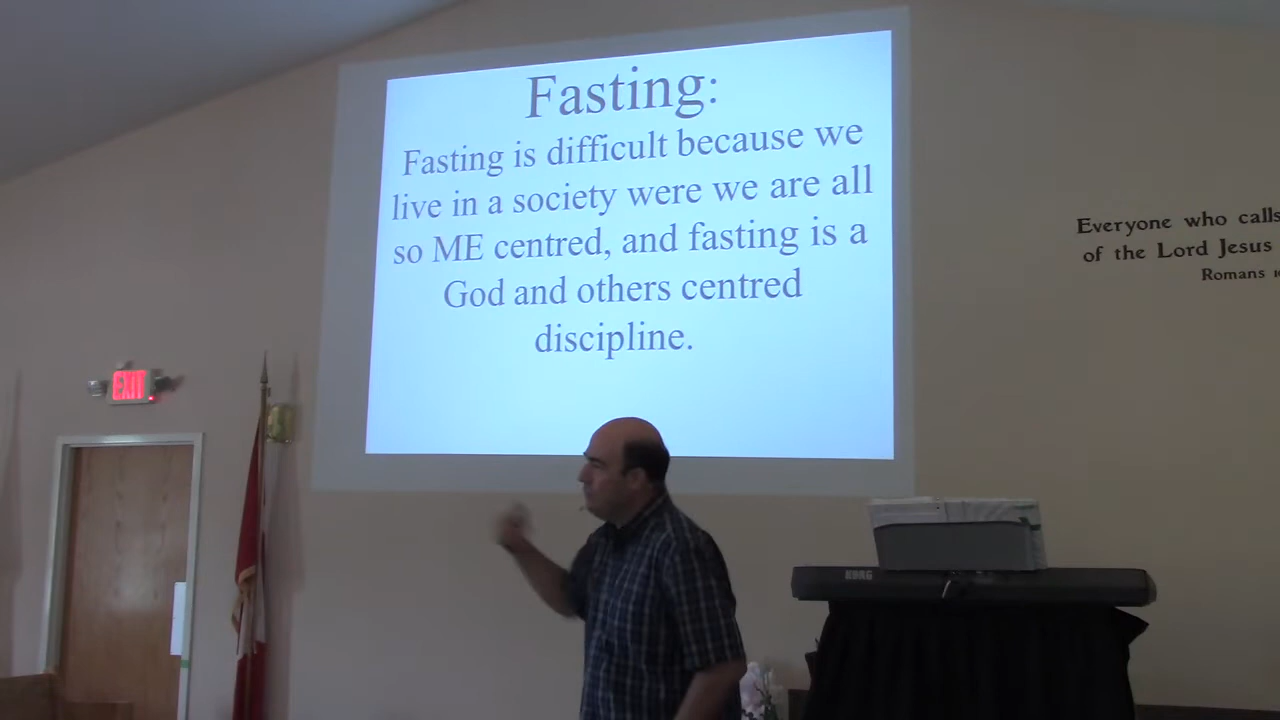 Fasting:
Fasting is difficult because we
live in a society were we are all
so ME centred, and fasting is a
God and others centred
discipline.
Everyone who calls
of the Lord Jesus
Romans
EXIT
KORG